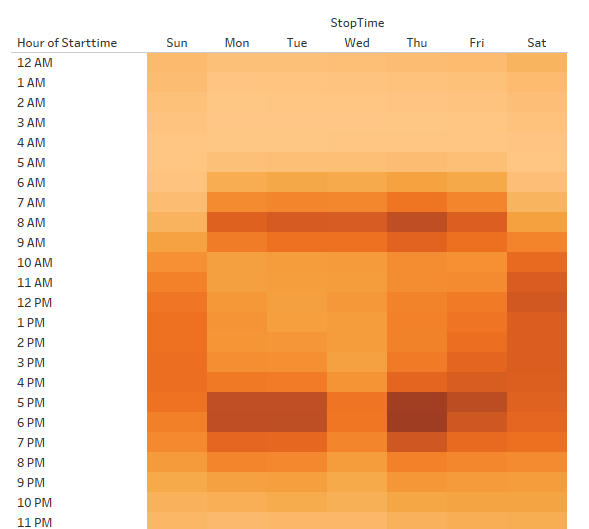 StopTime
Hour of Starttime Sun Mon Tue Wed Thu Fri Sat
12 AM
1 AM
2 AM
3 AM
4 AM
5 AM
6 AM
7 AM
8 AM
9 AM
10 AM
11 AM
12 PM
1 PM
2 PM
3 PM
4 PM
5 PM
6 PM
7 PM
8 PM
9 PM
10 PM
11 PM